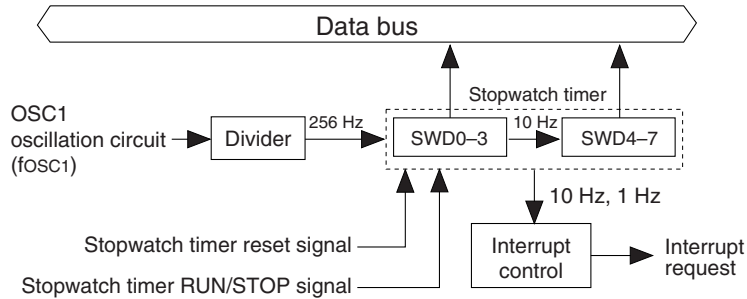 Data bus
Stopwatch timer
OSC1
oscillation circuit
(fOSC1)
Divider
256 Hz
SWD0–3
10 Hz
SWD4–7
10 Hz, 1 Hz
Stopwatch timer reset signal
Stopwatch timer RUN/STOP signal
Interrupt
control
Interrupt
request